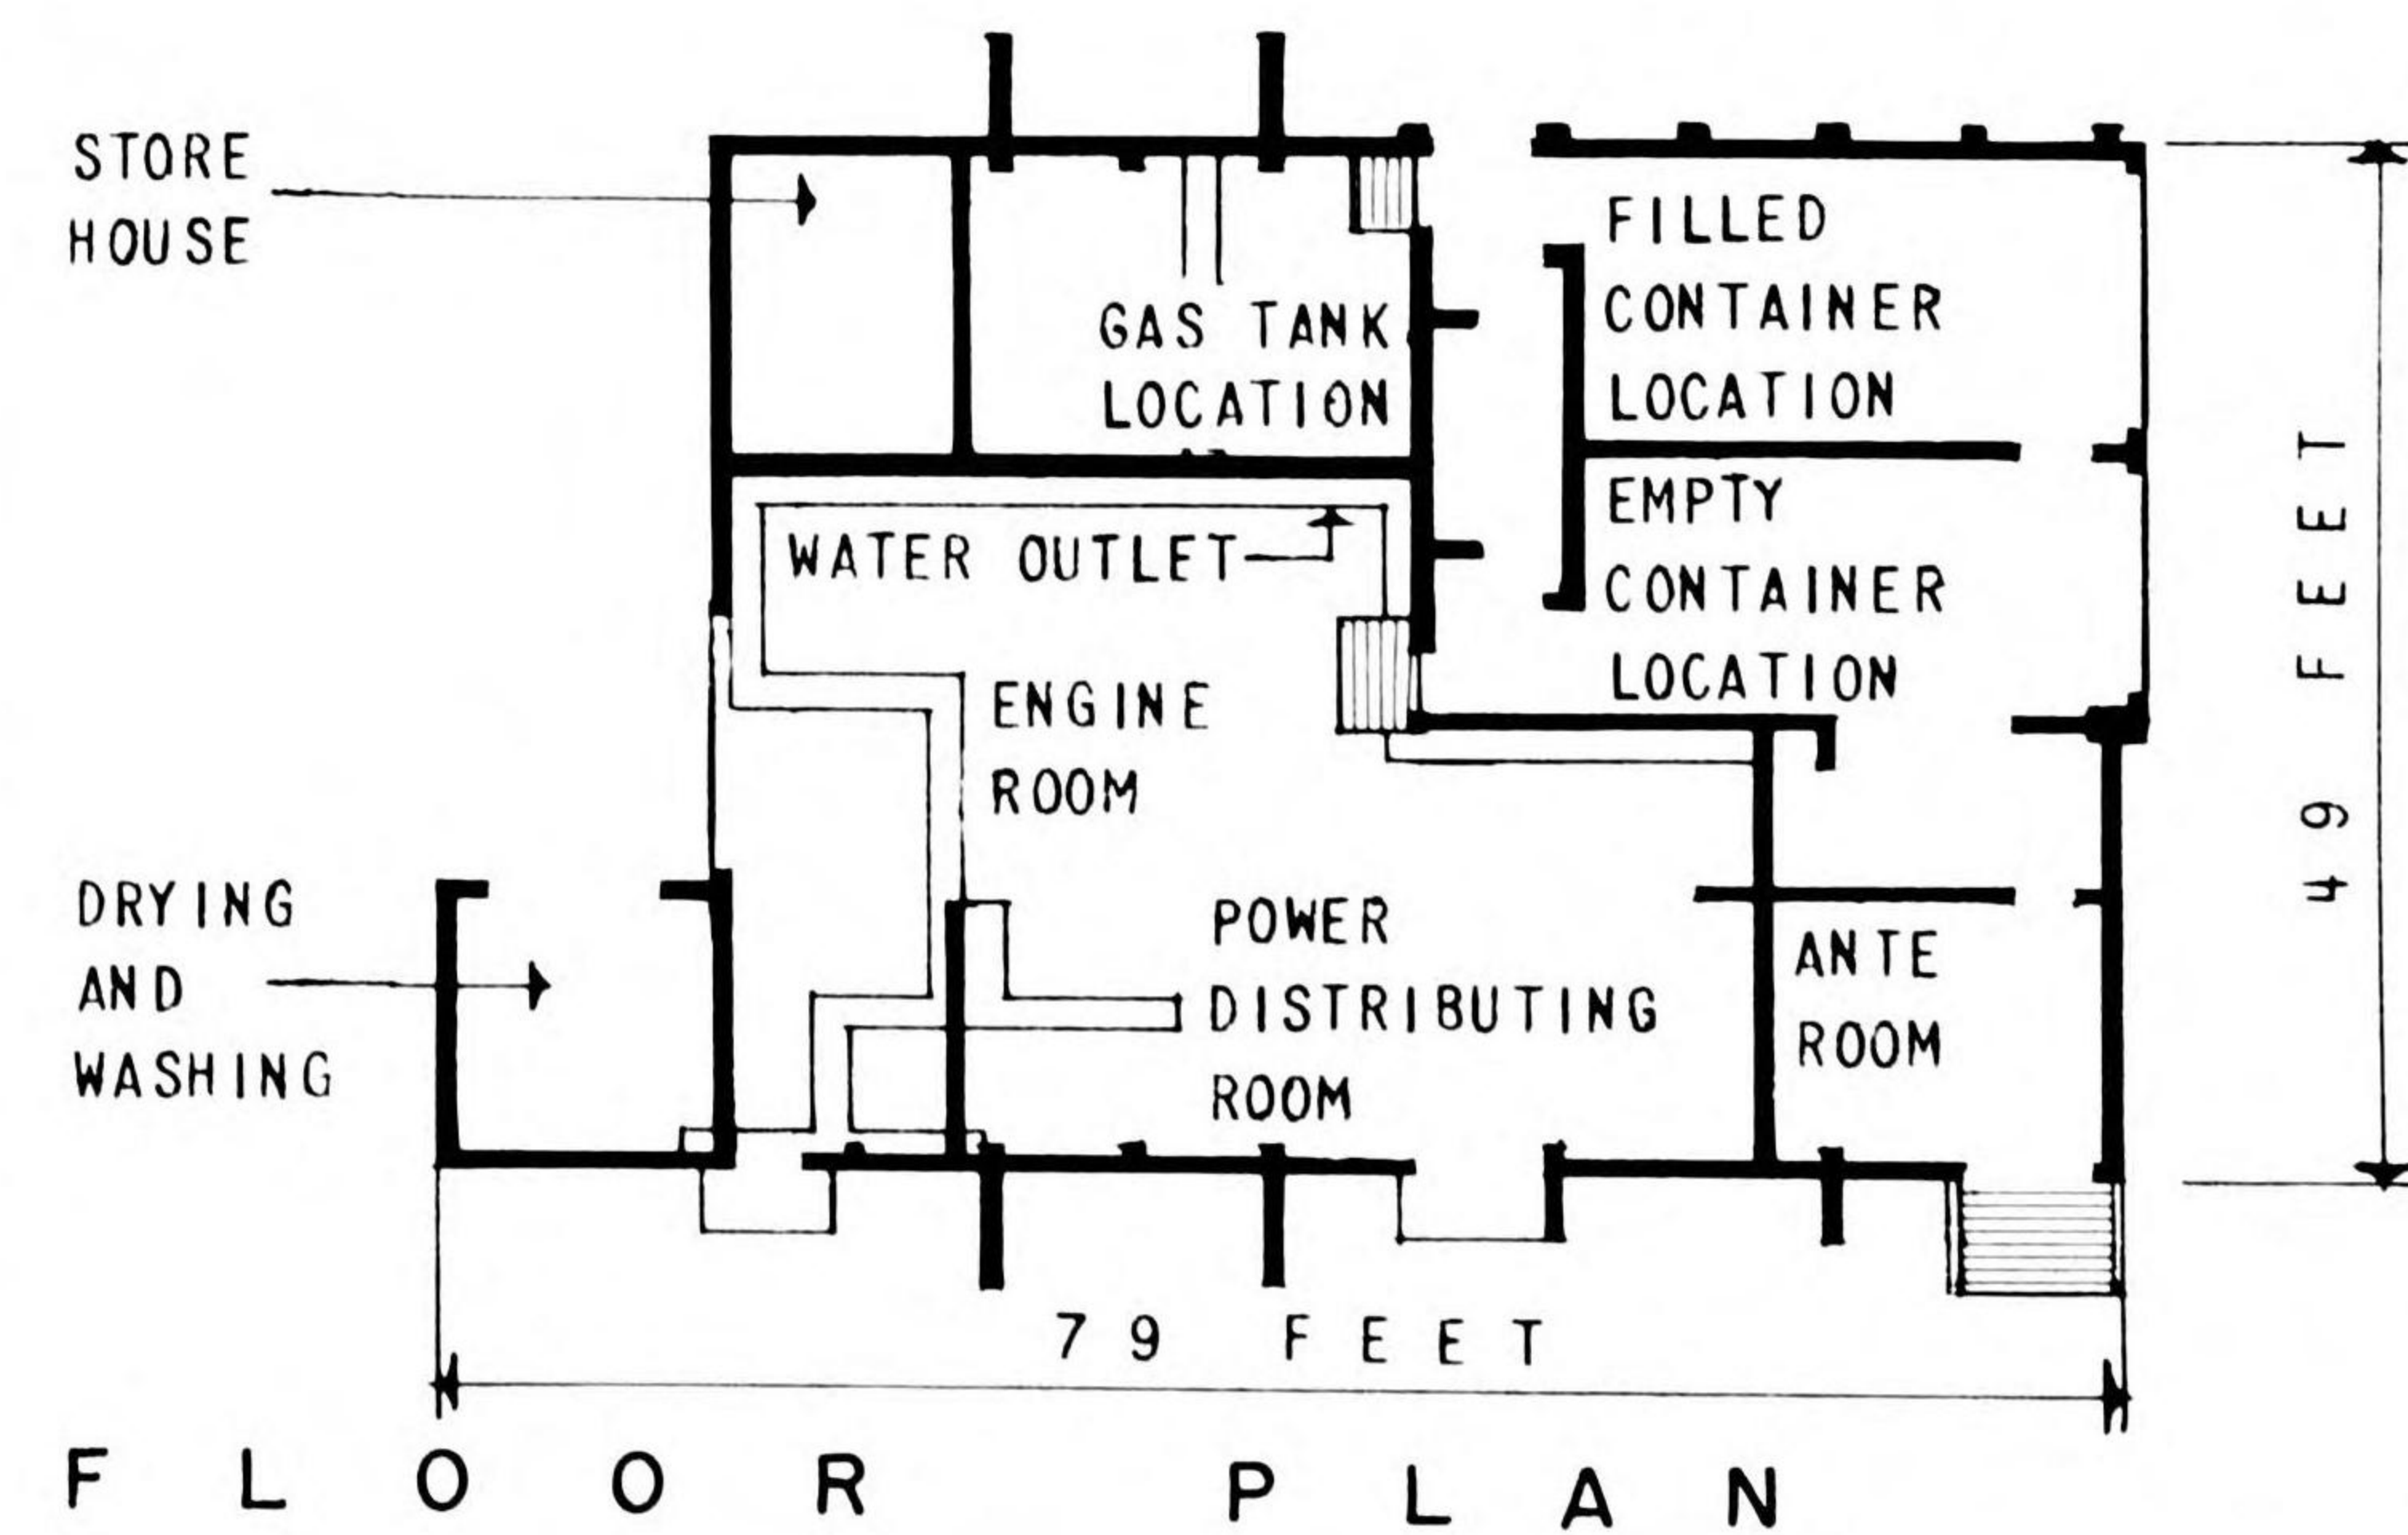 STORE
HOUSE
GAS TANK
LOCATION
FILLED
CONTAINER
LOCATION
EMPTY
CONTAINER
LOCATION
WATER OUTLET
ENGINE
ROOM
DRYING
AND
WASHING
POWER
DISTRIBUTING
ROOM
ANTE
ROOM
49 FEET
79 FEET
FLOOR PLAN